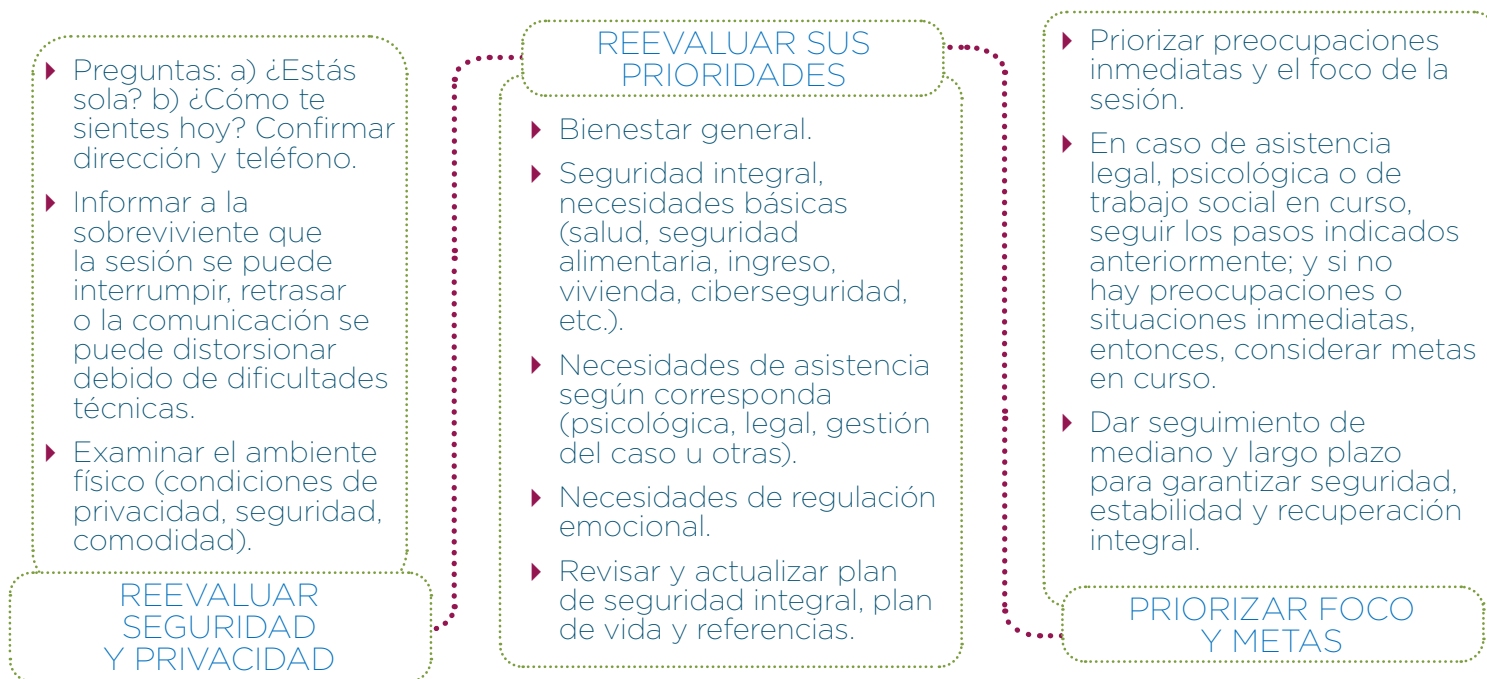 Preguntas: a) ¿Estás
sola? b) ¿Cómo te
sientes hoy? Confirmar
dirección y teléfono.
Informar a la
sobreviviente que
la sesión se puede
interrumpir, retrasar
o la comunicación se
puede distorsionar
debido de dificultades
técnicas.
Examinar el ambiente
físico (condiciones de
privacidad, seguridad,
comodidad).
REEVALUAR
SEGURIDAD
Y PRIVACIDAD
REEVALUAR SUS
PRIORIDADES
Bienestar general.
Seguridad integral,
necesidades básicas
(salud, seguridad
alimentaria, ingreso,
vivienda, ciberseguridad,
etc.).
Necesidades de asistencia
según corresponda
(psicológica, legal, gestión
del caso u otras).
Necesidades de regulación
emocional.
Revisar y actualizar plan
de seguridad integral, plan
de vida y referencias.
Priorizar preocupaciones
inmediatas y el foco de la
sesión.
En caso de asistencia
legal, psicológica o de
trabajo social en curso,
seguir los pasos indicados
anteriormente; y si no
hay preocupaciones o
situaciones inmediatas,
entonces, considerar metas
en curso.
Dar seguimiento de
mediano y largo plazo
para garantizar seguridad,
estabilidad y recuperación
integral.
PRIORIZAR FOCO
Y METAS